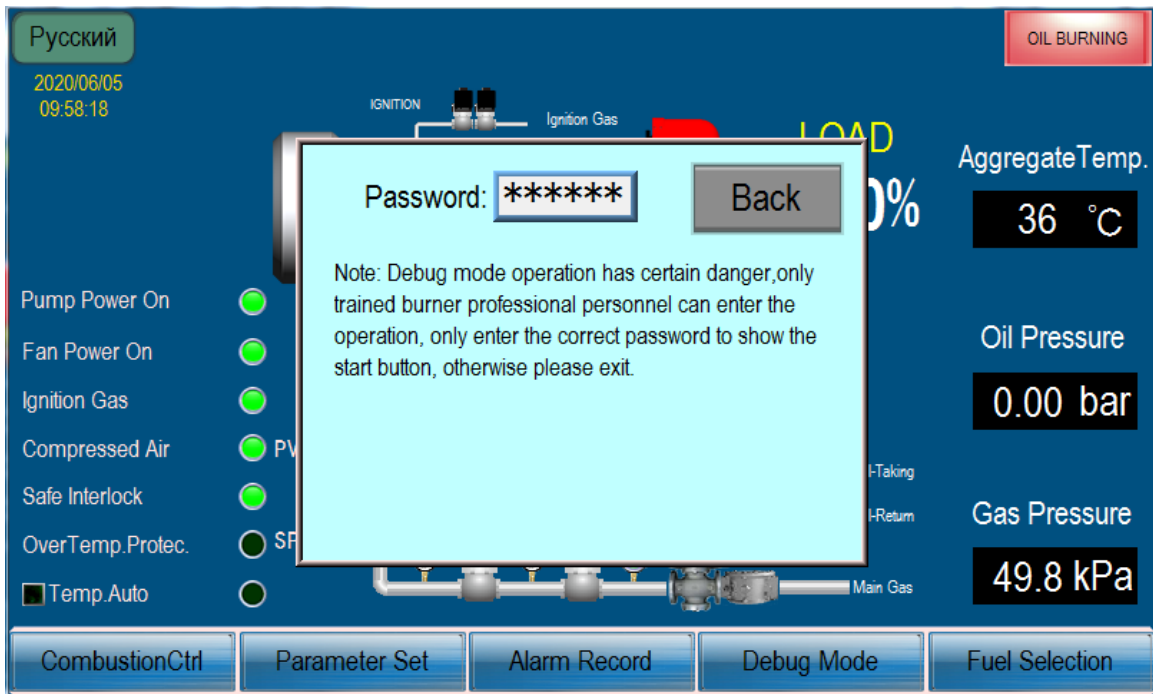 Русский
OIL BURNING
2020/06/05
09:58:18
IGNITION
Ignition Gas
LOAD
%
AggregateTemp.
36 °C
Password: ******
Back
Note: Debug mode operation has certain danger,only
trained burner professional personnel can enter the
operation, only enter the correct password to show the
start button, otherwise please exit.
Pump Power On
Fan Power On
Ignition Gas
Compressed Air
PV
Safe Interlock
OverTemp.Protec.
Temp.Auto
Oil Pressure
0.00 bar
l-Taking
l-Return
Gas Pressure
49.8 kPa
Main Gas
CombustionCtrl
Parameter Set
Alarm Record
Debug Mode
Fuel Selection